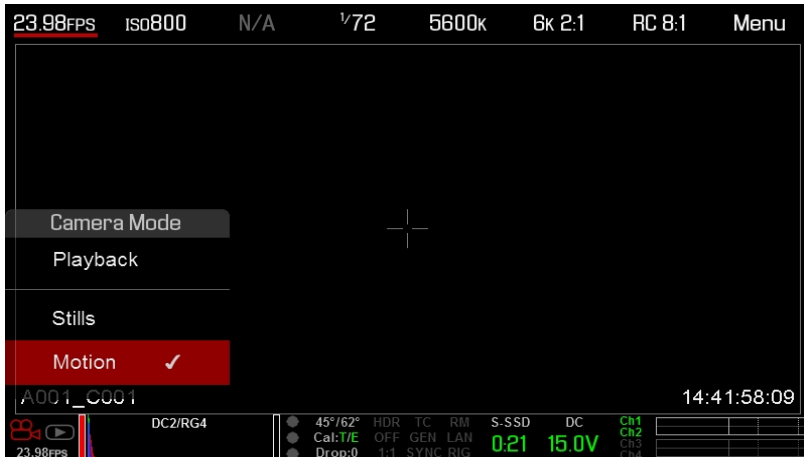 23.98FPS ISO800 N/A 1/72 5600K 6K 2:1 RC 8:1 Menu
Camera Mode
Playback
Stills
Motion ✓
A001_C001 14:41:58:09
DC2/RG4 45°/62° HDR TC RM S-SSD DC Ch1
Cal:T/E OFF GEN LAN 0:21 15.0V Ch2
Ch3
23.98FPS Drop:0 1:1 SYNC RIG Ch4